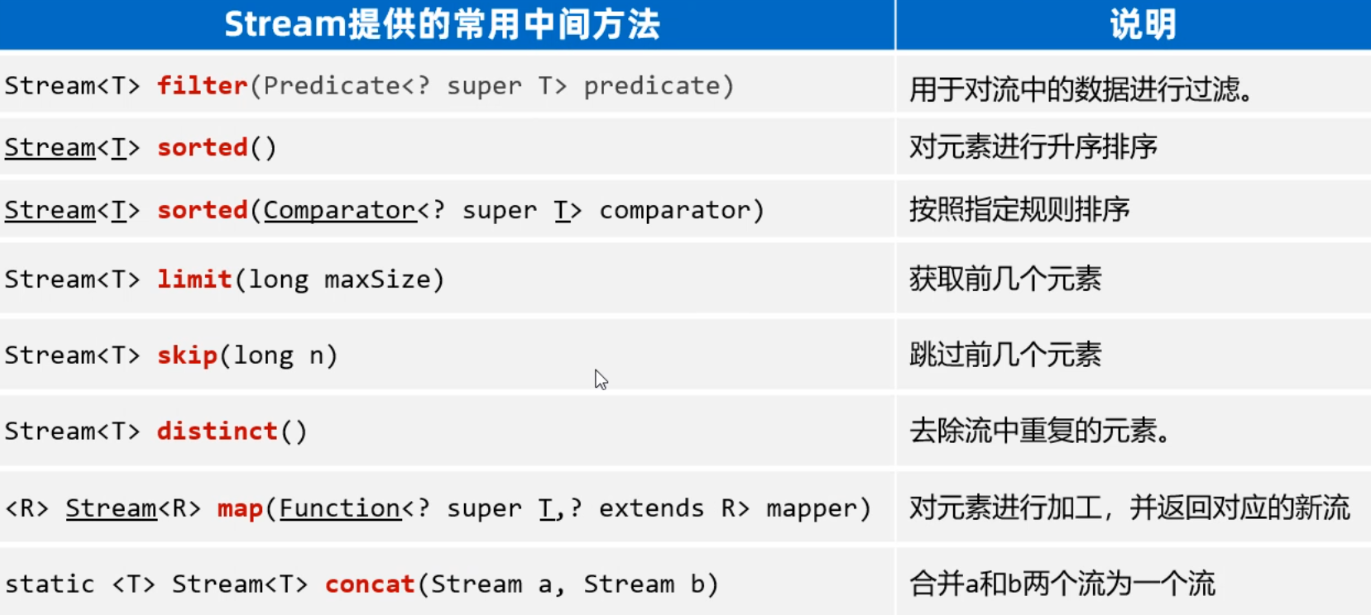 Stream提供的常用中间方法 说明
Stream<T> filter(Predicate<? super T> predicate) 用于对流中的数据进行过滤。
Stream<T> sorted() 对元素进行升序排序
Stream<T> sorted(Comparator<? super T> comparator) 按照指定规则排序
Stream<T> limit(long maxSize) 获取前几个元素
Stream<T> skip(long n) 跳过前几个元素
Stream<T> distinct() 去除流中重复的元素。
<R> Stream<R> map(Function<? super T,? extends R> mapper) 对元素进行加工，并返回对应的新流
static <T> Stream<T> concat(Stream a, Stream b) 合并a和b两个流为一个流